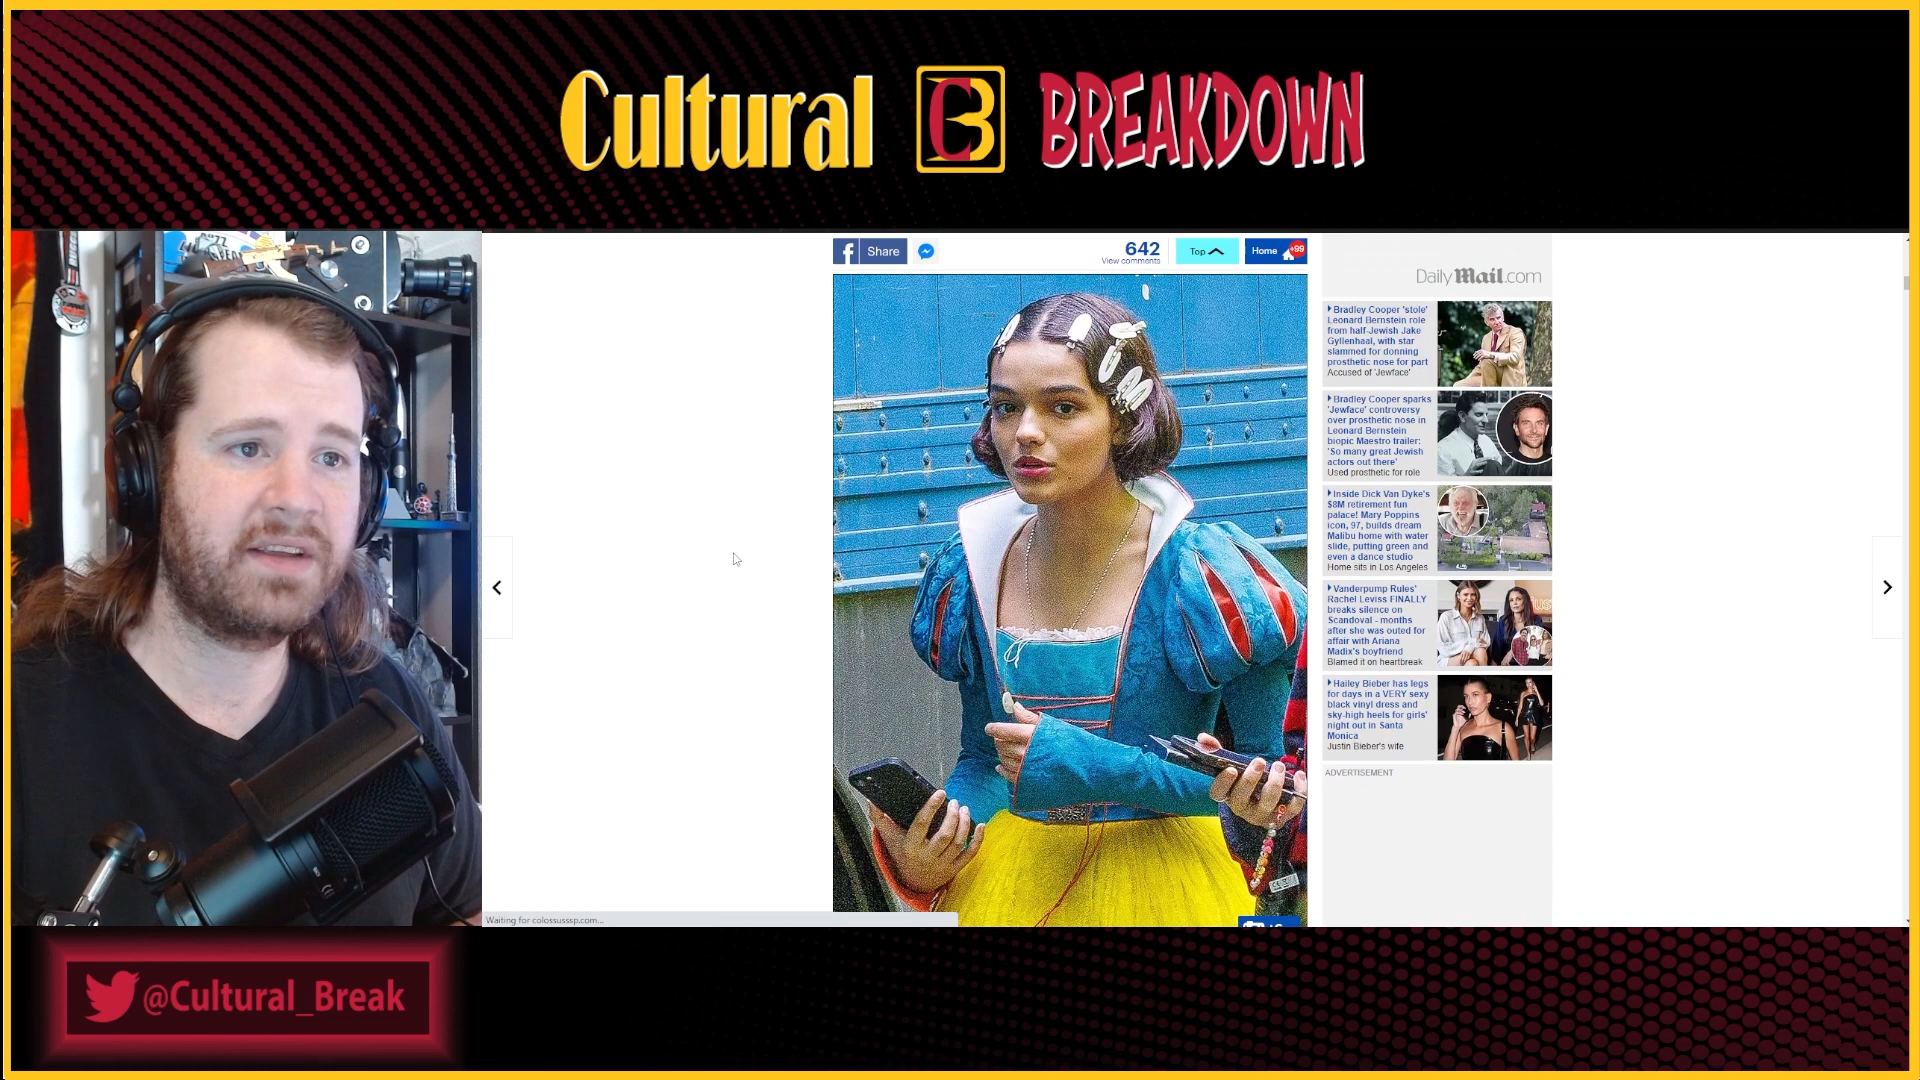 Cultural CB BREAKDOWN
Share
642
View comments
Top
Home
+99
DailyMail.com
Bradley Cooper 'stole'
Leonard Bernstein role
from half-Jewish Jake
Gyllenhaal, with star
slammed for donning
prosthetic nose for part
Accused of 'Jewface'
Bradley Cooper sparks
'Jewface' controversy
over prosthetic nose in
Leonard Bernstein
biopic Maestro trailer:
'So many great Jewish
actors out there'
Used prosthetic for role
Inside Dick Van Dyke's
$8M retirement fun
palace! Mary Poppins
icon, 97, builds dream
Malibu home with water
slide, putting green and
even a dance studio
Home sits in Los Angeles
Vanderpump Rules'
Rachel Leviss FINALLY
breaks silence on
Scandoval - months
after she was outed for
affair with Ariana
Madix's boyfriend
Blamed it on heartbreak
Hailey Bieber has legs
for days in a VERY sexy
black vinyl dress and
sky-high heels for girls'
night out in Santa
Monica
Justin Bieber's wife
ADVERTISEMENT
Waiting for colossusssp.com...
@Cultural_Break